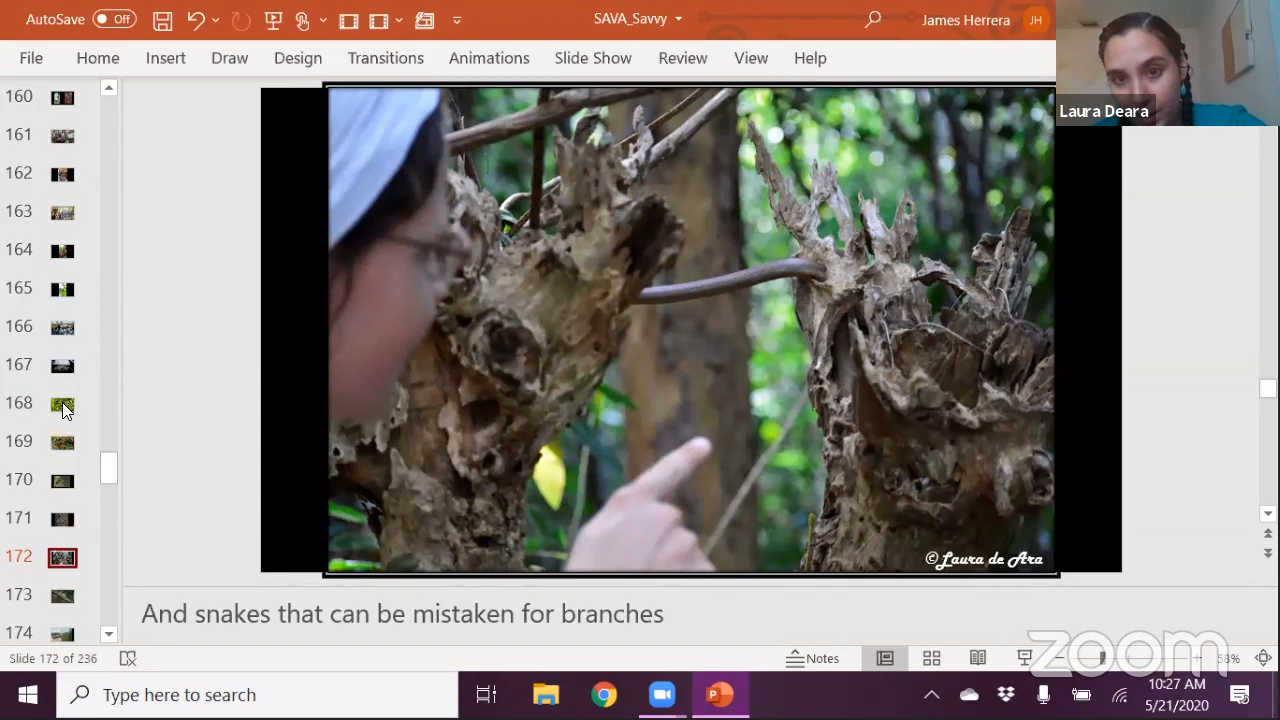 AutoSave Off
SAVA_Savvy
James Herrera JH
File Home Insert Draw Design Transitions Animations Slide Show Review View Help
Laura Deara
160
161
162
163
164
165
166
167
168
169
170
171
172
173
174
©Laura de Ara
And snakes that can be mistaken for branches
Slide 172 of 236
Notes
zoom
Type here to search
10:27 AM
5/21/2020